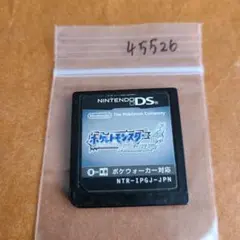 45526
NINTENDO DS
Nintendo The Pokémon Company
ポケットモンスター
ポケウォーカー対応
NTR-IPGJ-JPN